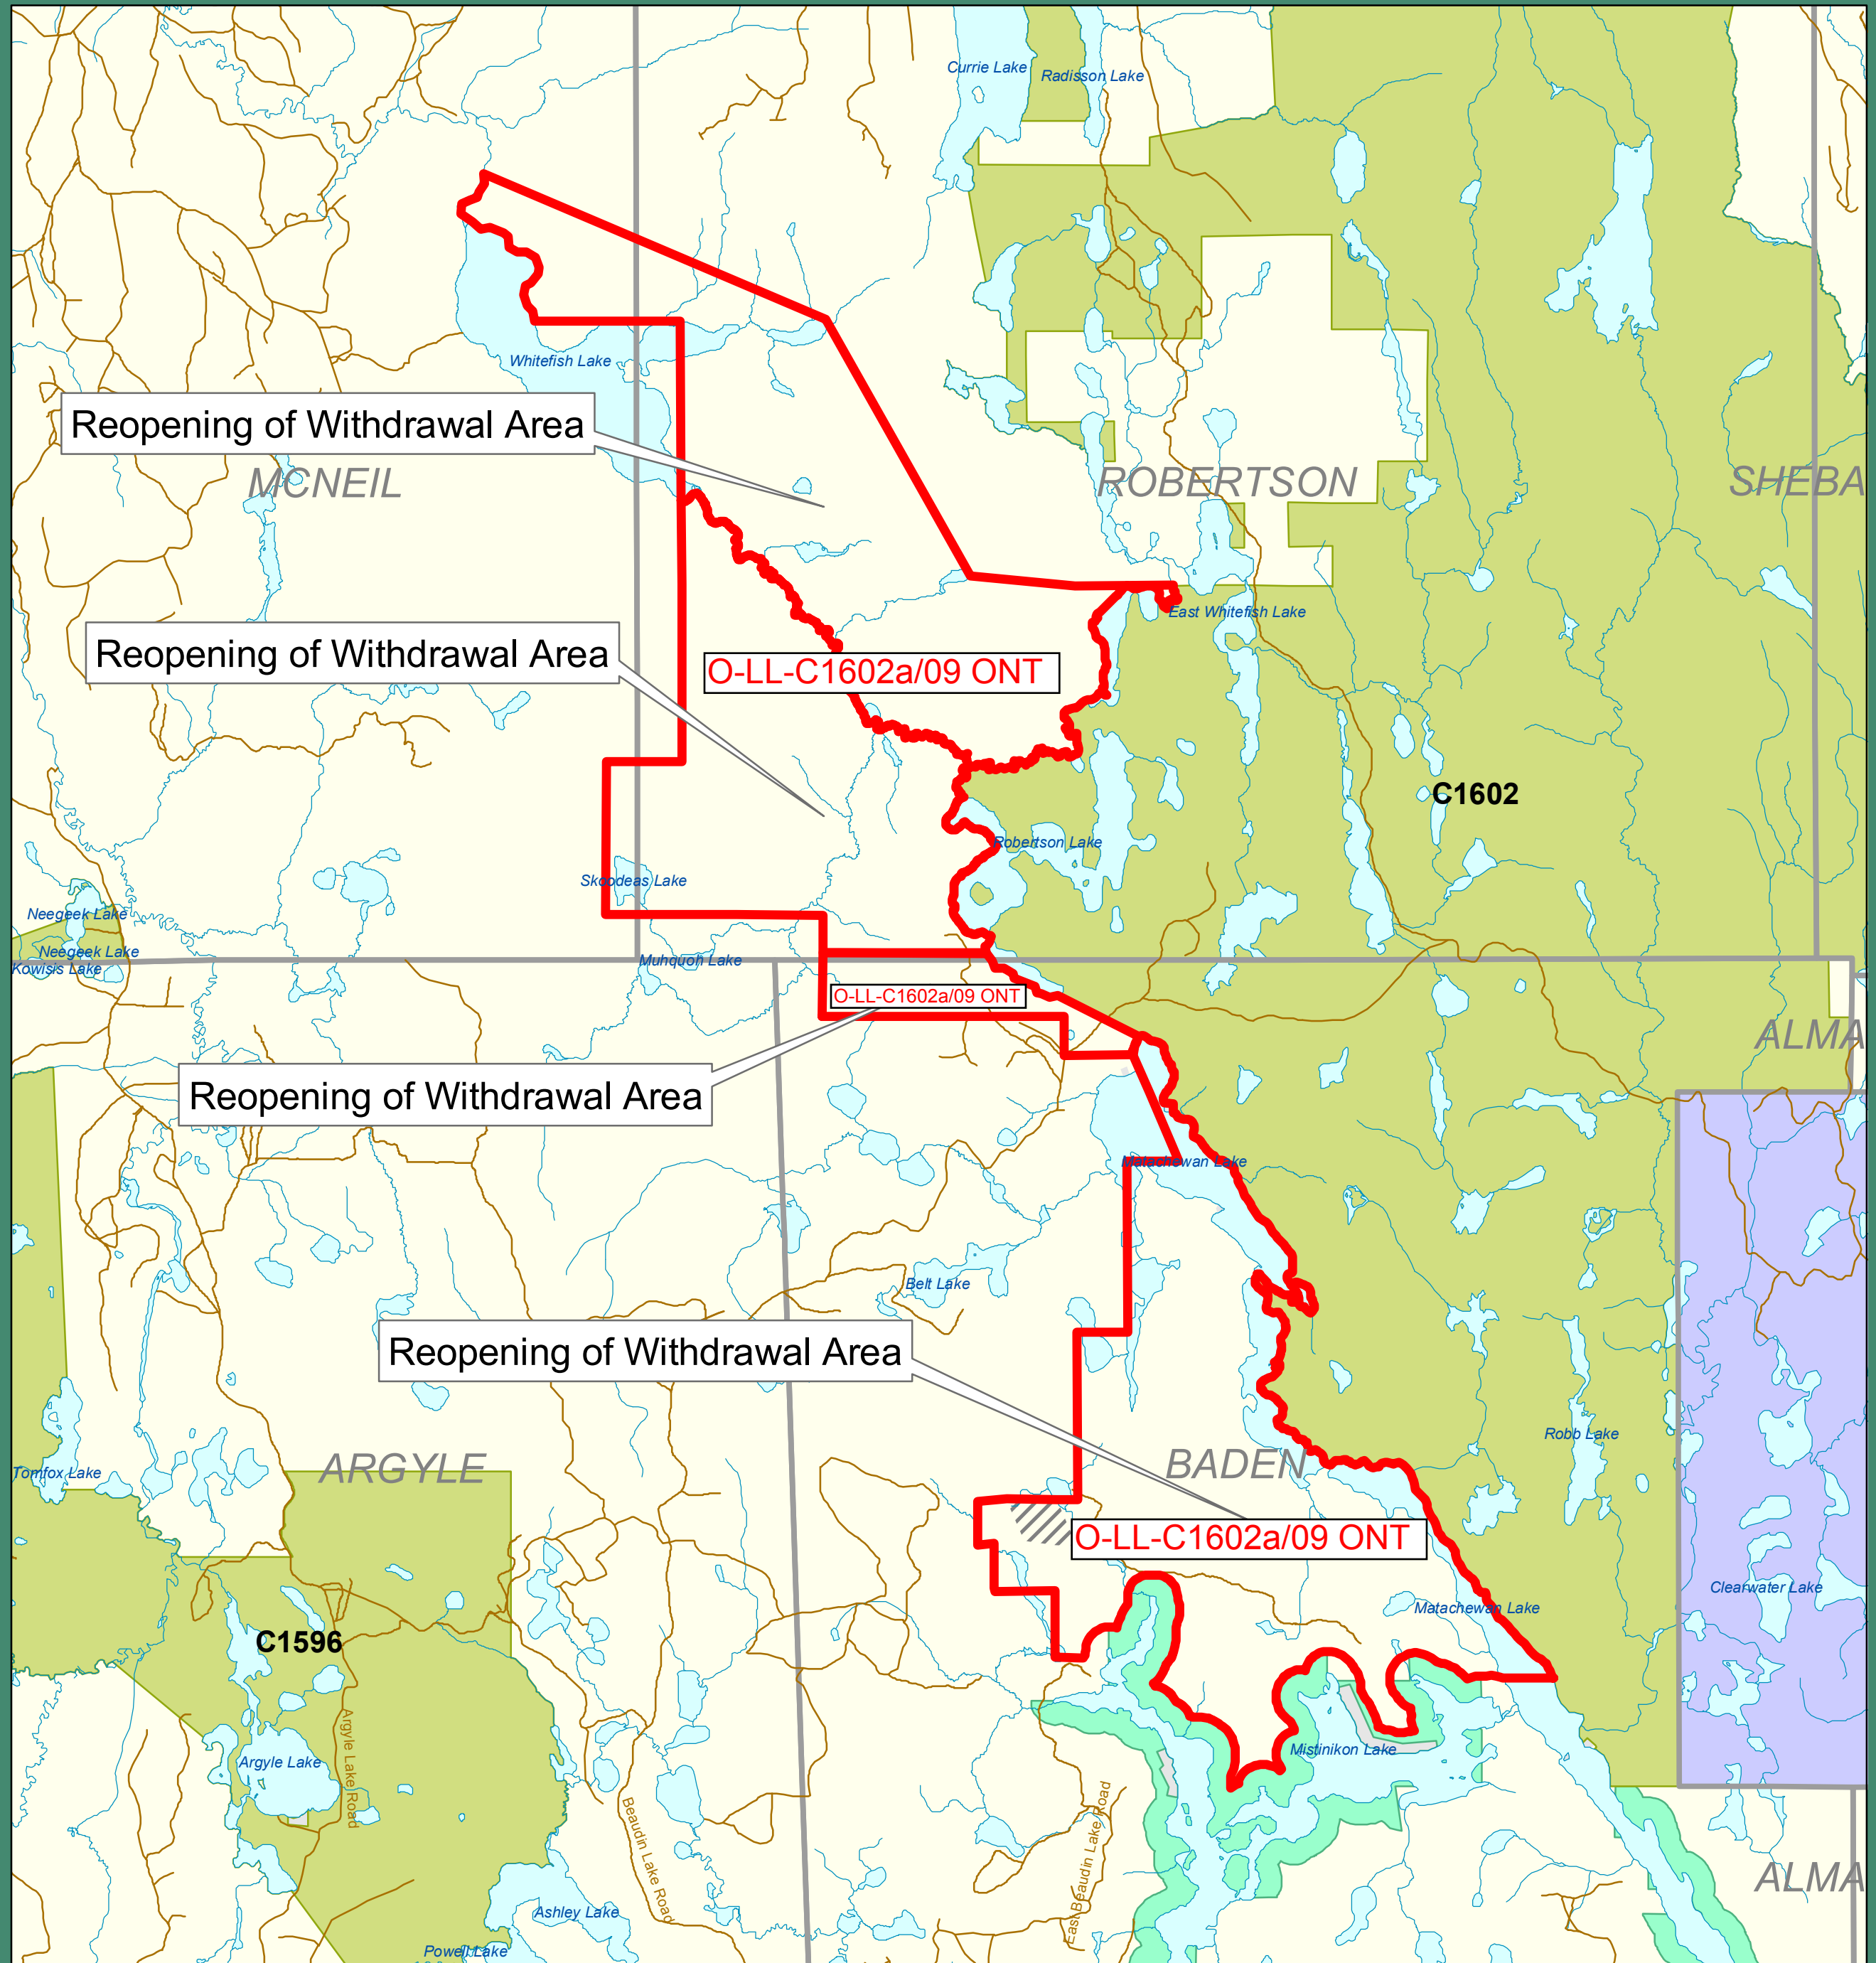 Currie Lake
Radisson Lake
Whitefish Lake
Reopening of Withdrawal Area
MCNEIL
ROBERTSON
SHEBA
East Whitefish Lake
Reopening of Withdrawal Area
O-LL-C1602a/09 ONT
C1602
Robertson Lake
Skoodeas Lake
Neegeek Lake
Neegeek Lake
Kowisis Lake
Muhquoh Lake
O-LL-C1602a/09 ONT
ALMA
Reopening of Withdrawal Area
Matachewan Lake
Belt Lake
Reopening of Withdrawal Area
Robb Lake
Tomfox Lake
ARGYLE
BADEN
O-LL-C1602a/09 ONT
Clearwater Lake
Matachewan Lake
C1596
Argyle Lake Road
Mistinikon Lake
Argyle Lake
Beaudin Lake Road
East Beaudin Lake Road
ALMA
Ashley Lake
Powell Lake